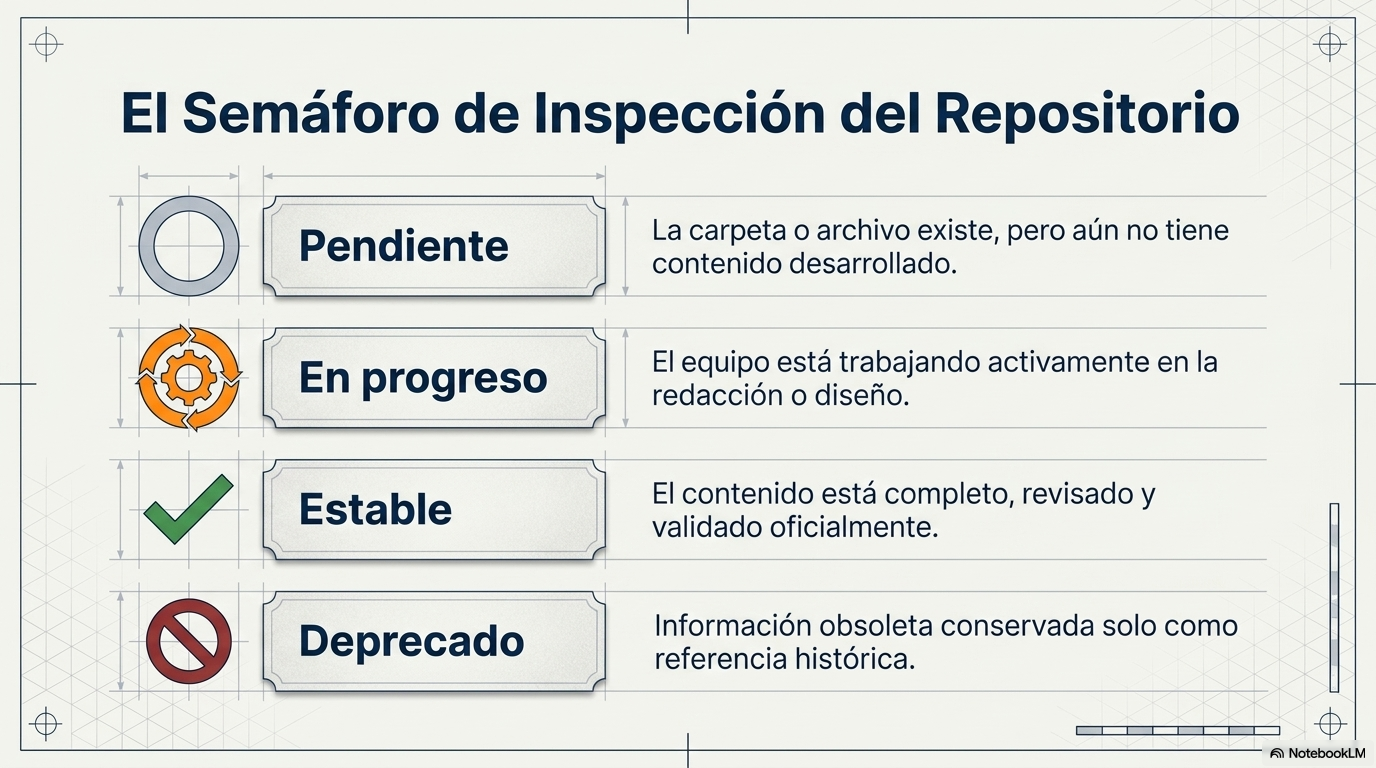 El Semáforo de Inspección del Repositorio
Pendiente
La carpeta o archivo existe, pero aún no tiene
contenido desarrollado.
En progreso
El equipo está trabajando activamente en la
redacción o diseño.
Estable
El contenido está completo, revisado y
validado oficialmente.
Deprecado
Información obsoleta conservada solo como
referencia histórica.
NotebookLM